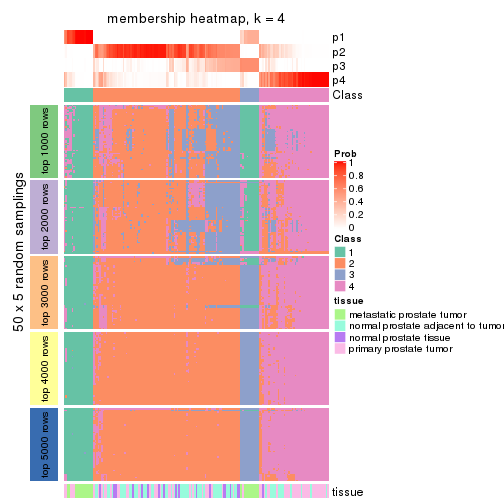 membership heatmap, k = 4
p1
p2
p3
p4
Class
50 x 5 random samplings
top 1000 rows
top 2000 rows
top 3000 rows
top 4000 rows
top 5000 rows
Prob
1
0.8
0.6
0.4
0.2
0
Class
1
2
3
4
tissue
metastatic prostate tumor
normal prostate adjacent to tumor
normal prostate tissue
primary prostate tumor
tissue